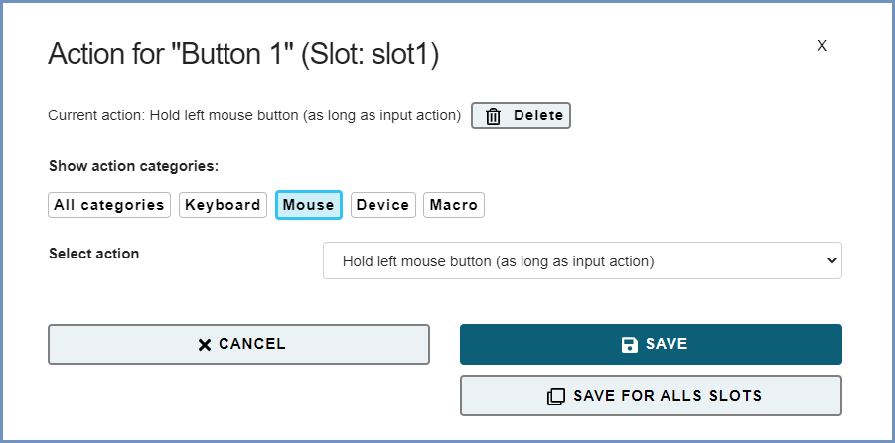 Action for "Button 1" (Slot: slot1)
X
Current action: Hold left mouse button (as long as input action)
Delete
Show action categories:
All categories
Keyboard
Mouse
Device
Macro
Select action
Hold left mouse button (as long as input action)
CANCEL
SAVE
SAVE FOR ALLS SLOTS